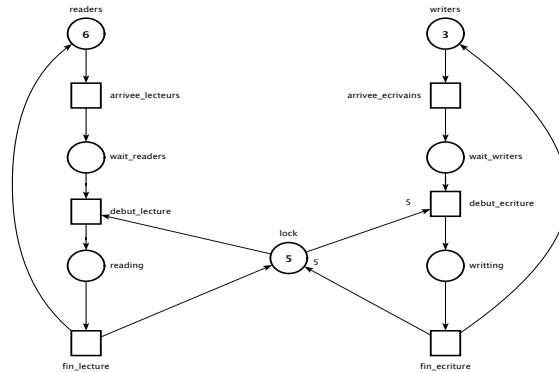 readers
writers
6
3
arrivee_lecteurs
arrivee_ecrivains
wait_readers
wait_writers
debut_lecture
5
debut_ecriture
lock
reading
5
5
writting
fin_lecture
fin_ecriture